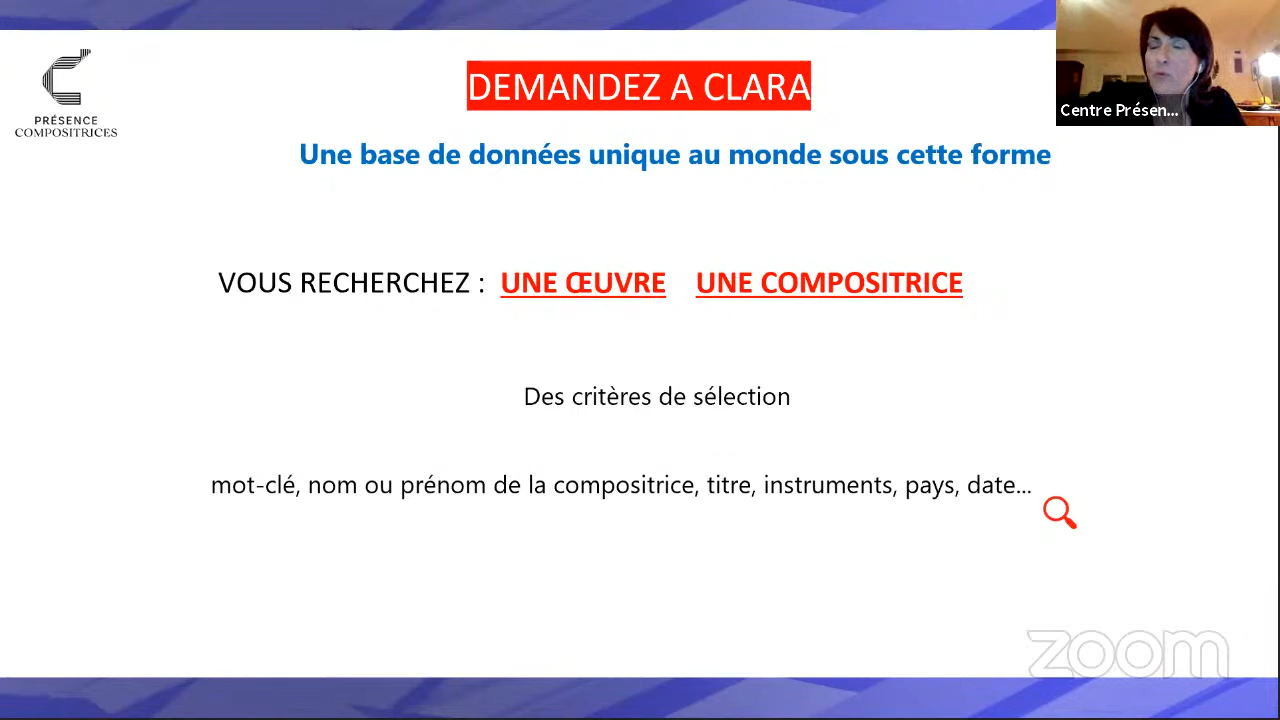 PRÉSENCE
COMPOSITRICES
DEMANDEZ A CLARA
Centre Présen...
Une base de données unique au monde sous cette forme
VOUS RECHERCHEZ : UNE ŒUVRE UNE COMPOSITRICE
Des critères de sélection
mot-clé, nom ou prénom de la compositrice, titre, instruments, pays, date...
zoom